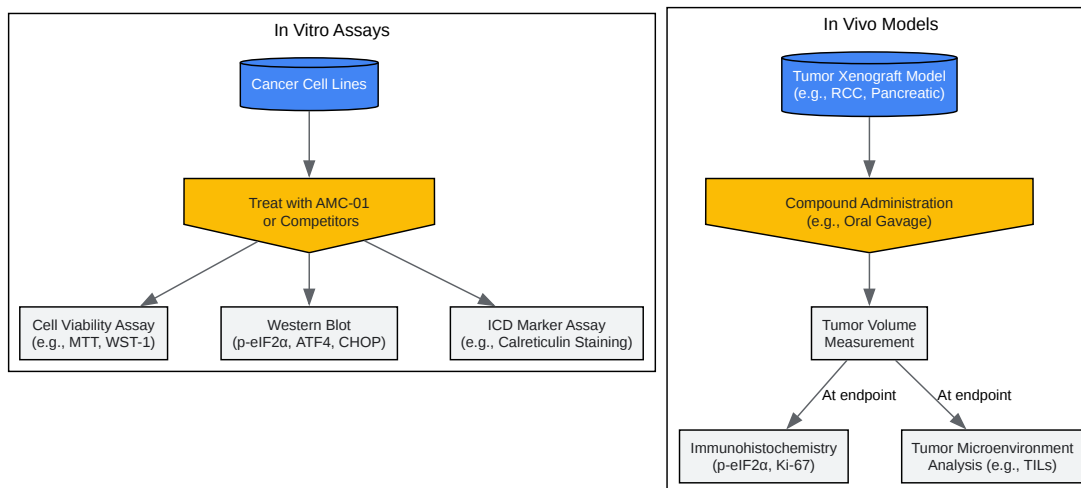 In Vitro Assays
Cancer Cell Lines
Treat with AMC-01
or Competitors
Cell Viability Assay
(e.g., MTT, WST-1)
Western Blot
(p-eIF2α, ATF4, CHOP)
ICD Marker Assay
(e.g., Calreticulin Staining)
In Vivo Models
Tumor Xenograft Model
(e.g., RCC, Pancreatic)
Compound Administration
(e.g., Oral Gavage)
Tumor Volume
Measurement
At endpoint
At endpoint
Immunohistochemistry
(p-eIF2α, Ki-67)
Tumor Microenvironment
Analysis (e.g., TILs)